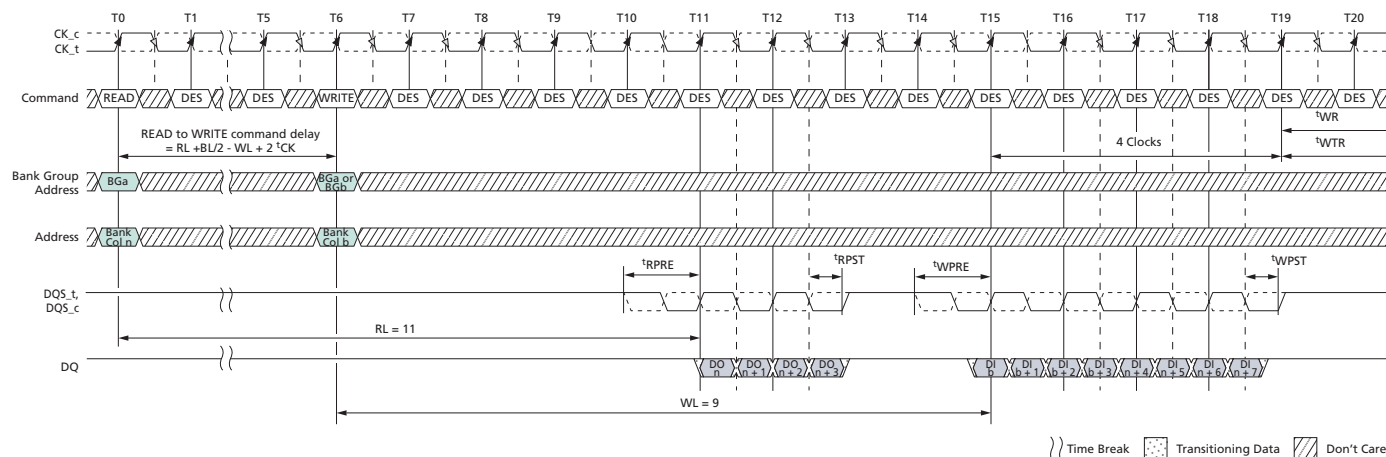 T0 T1 T5 T6 T7 T8 T9 T10 T11 T12 T13 T14 T15 T16 T17 T18 T19 T20
CK_c
CK_t
Command READ DES DES WRITE DES DES DES DES DES DES DES DES DES DES DES DES DES DES
tWR
READ to WRITE command delay
= RL +BL/2 - WL + 2 tCK
4 Clocks
tWTR
Bank Group
Address
BGa
BGa or
BGb
Address
Bank
Col n
Bank
Col b
tRPRE tRPST tWPRE tWPST
DQS_t,
DQS_c
RL = 11
DQ
DO
n
DO
n + 1
DO
n + 2
DO
n + 3
DI
b
DI
b + 1
DI
b + 2
DI
b + 3
DI
n + 4
DI
n + 5
DI
n + 6
DI
n + 7
WL = 9
Time Break Transitioning Data Don't Care